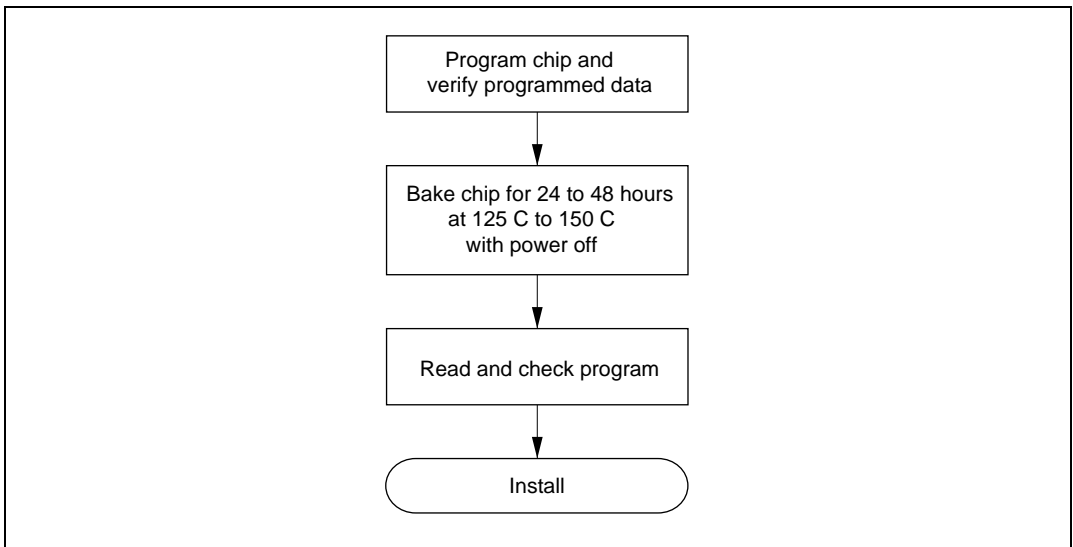 Program chip and
verify programmed data
Bake chip for 24 to 48 hours
at 125 C to 150 C
with power off
Read and check program
Install